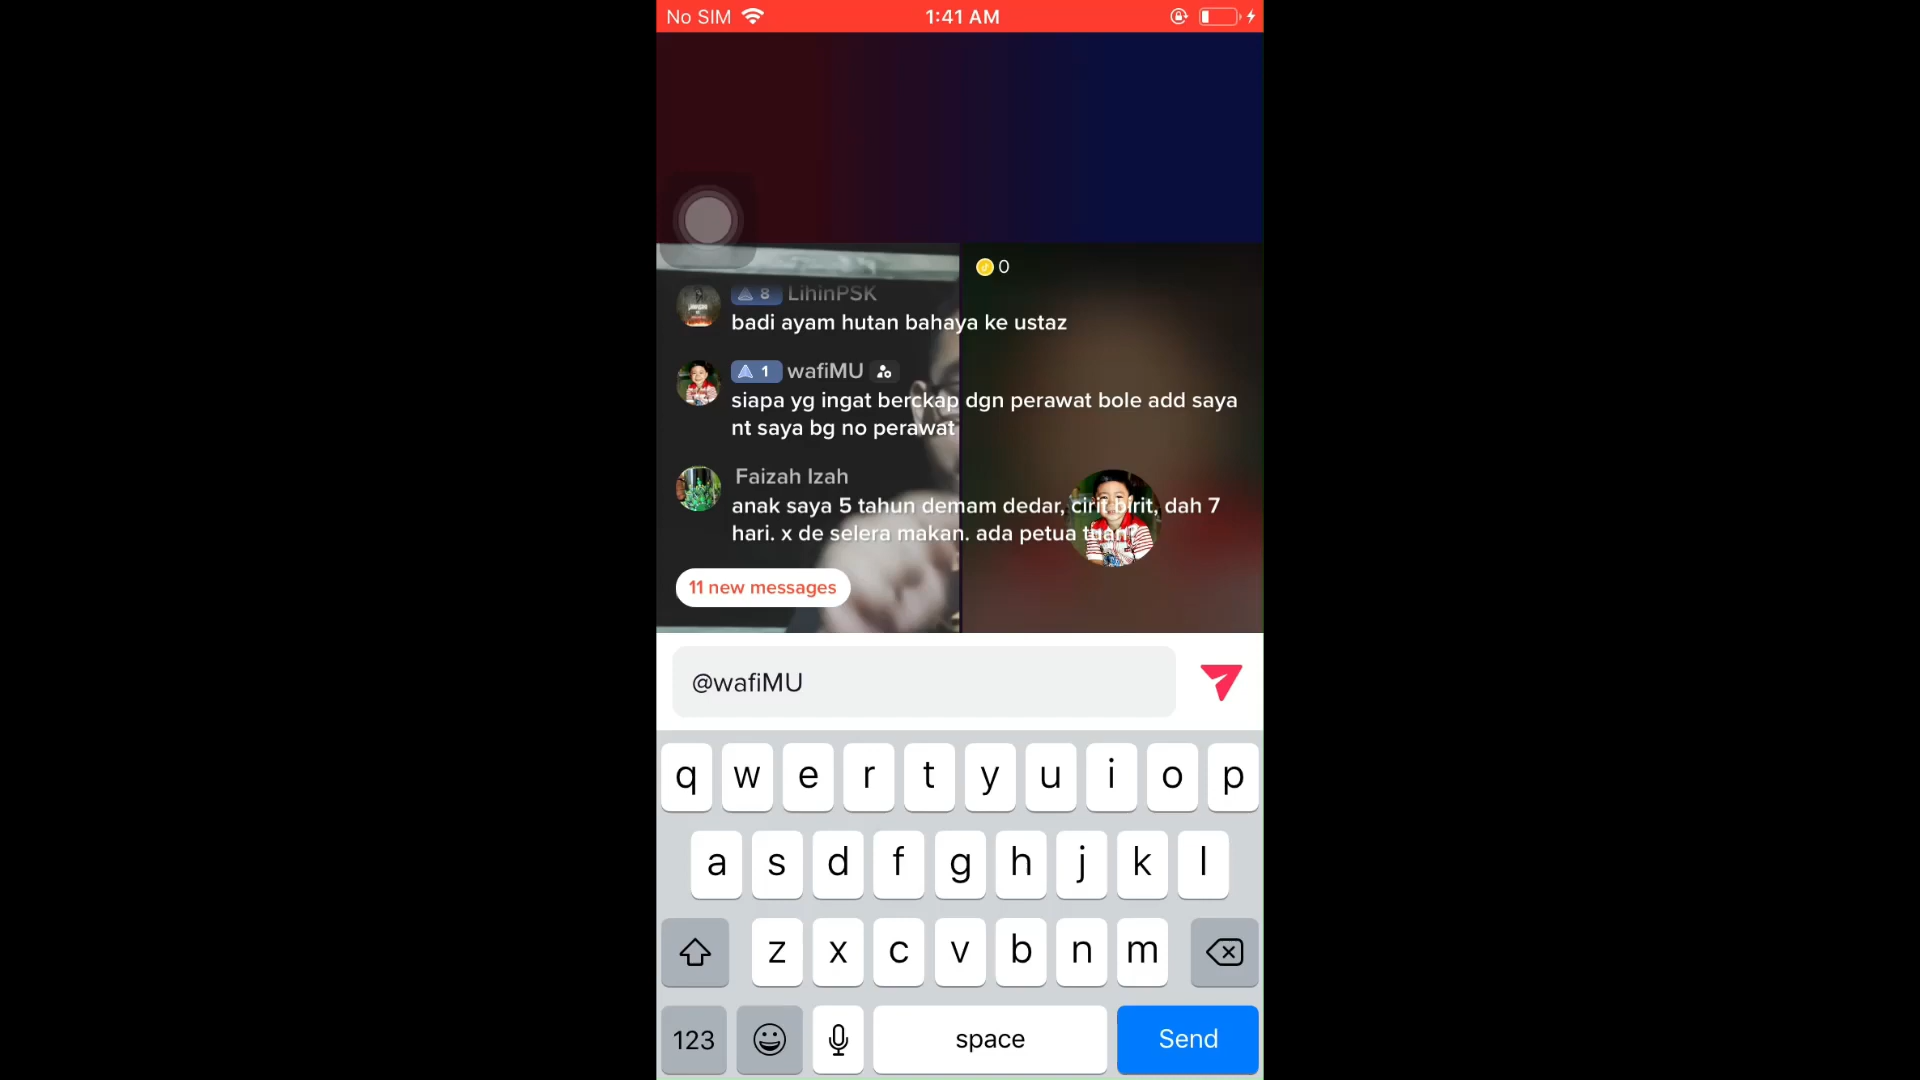 No SIM 1:41 AM
0
8 LihinPSK
badi ayam hutan bahaya ke ustaz
1 wafiMU
siapa yg ingat berckap dgn perawat bole add saya
nt saya bg no perawat
Faizah Izah
anak saya 5 tahun demam dedar, cirit birit, dah 7
hari. x de selera makan. ada petua tuan
11 new messages
@wafiMU
q w e r t y u i o p
a s d f g h j k l
z x c v b n m
123 space Send